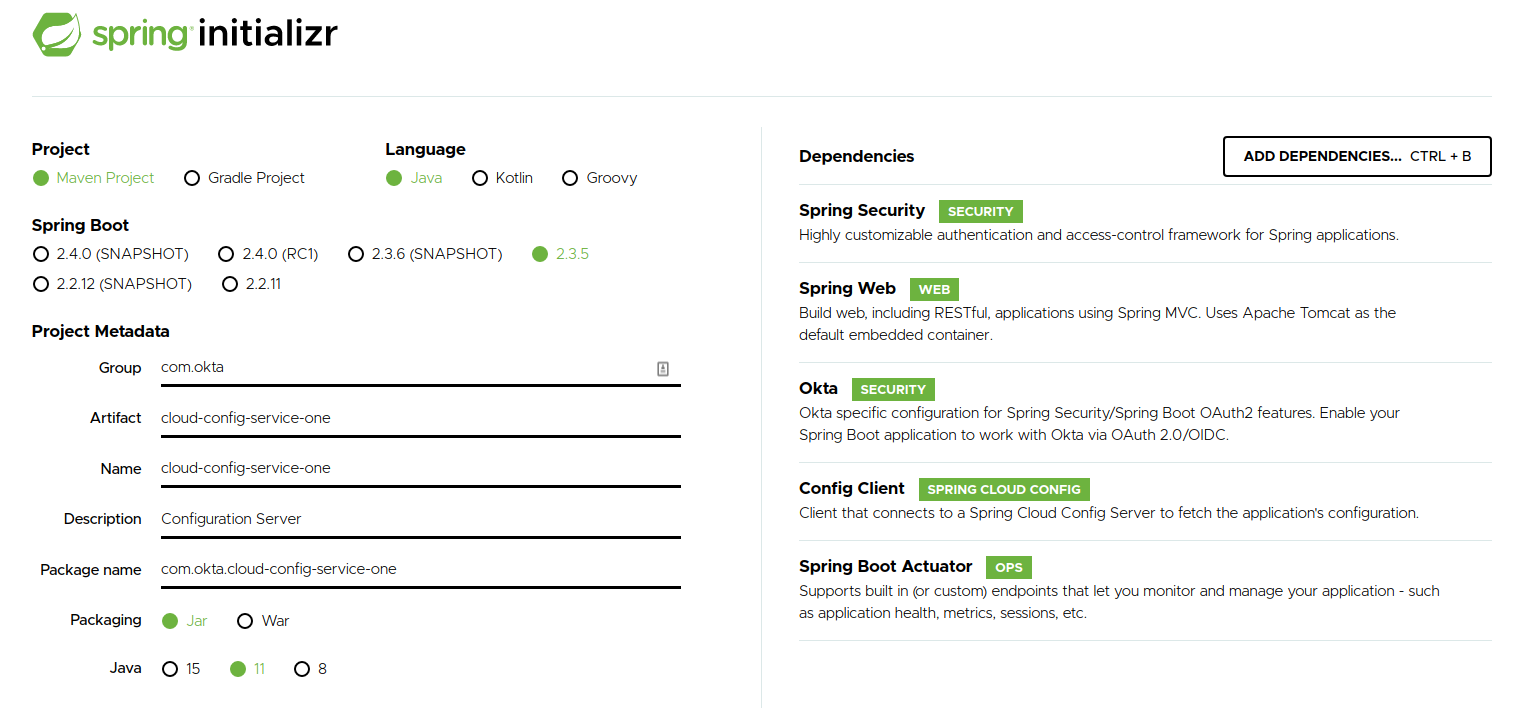 spring initializr
Project
Maven Project Gradle Project
Language
Java Kotlin Groovy
Spring Boot
2.4.0 (SNAPSHOT) 2.4.0 (RC1) 2.3.6 (SNAPSHOT) 2.3.5
2.2.12 (SNAPSHOT) 2.2.11
Project Metadata
Group com.okta
Artifact cloud-config-service-one
Name cloud-config-service-one
Description Configuration Server
Package name com.okta.cloud-config-service-one
Packaging Jar War
Java 15 11 8
Dependencies ADD DEPENDENCIES... CTRL + B
Spring Security SECURITY
Highly customizable authentication and access-control framework for Spring applications.
Spring Web WEB
Build web, including RESTful, applications using Spring MVC. Uses Apache Tomcat as the
default embedded container.
Okta SECURITY
Okta specific configuration for Spring Security/Spring Boot OAuth2 features. Enable your
Spring Boot application to work with Okta via OAuth 2.0/OIDC.
Config Client SPRING CLOUD CONFIG
Client that connects to a Spring Cloud Config Server to fetch the application's configuration.
Spring Boot Actuator OPS
Supports built in (or custom) endpoints that let you monitor and manage your application - such
as application health, metrics, sessions, etc.